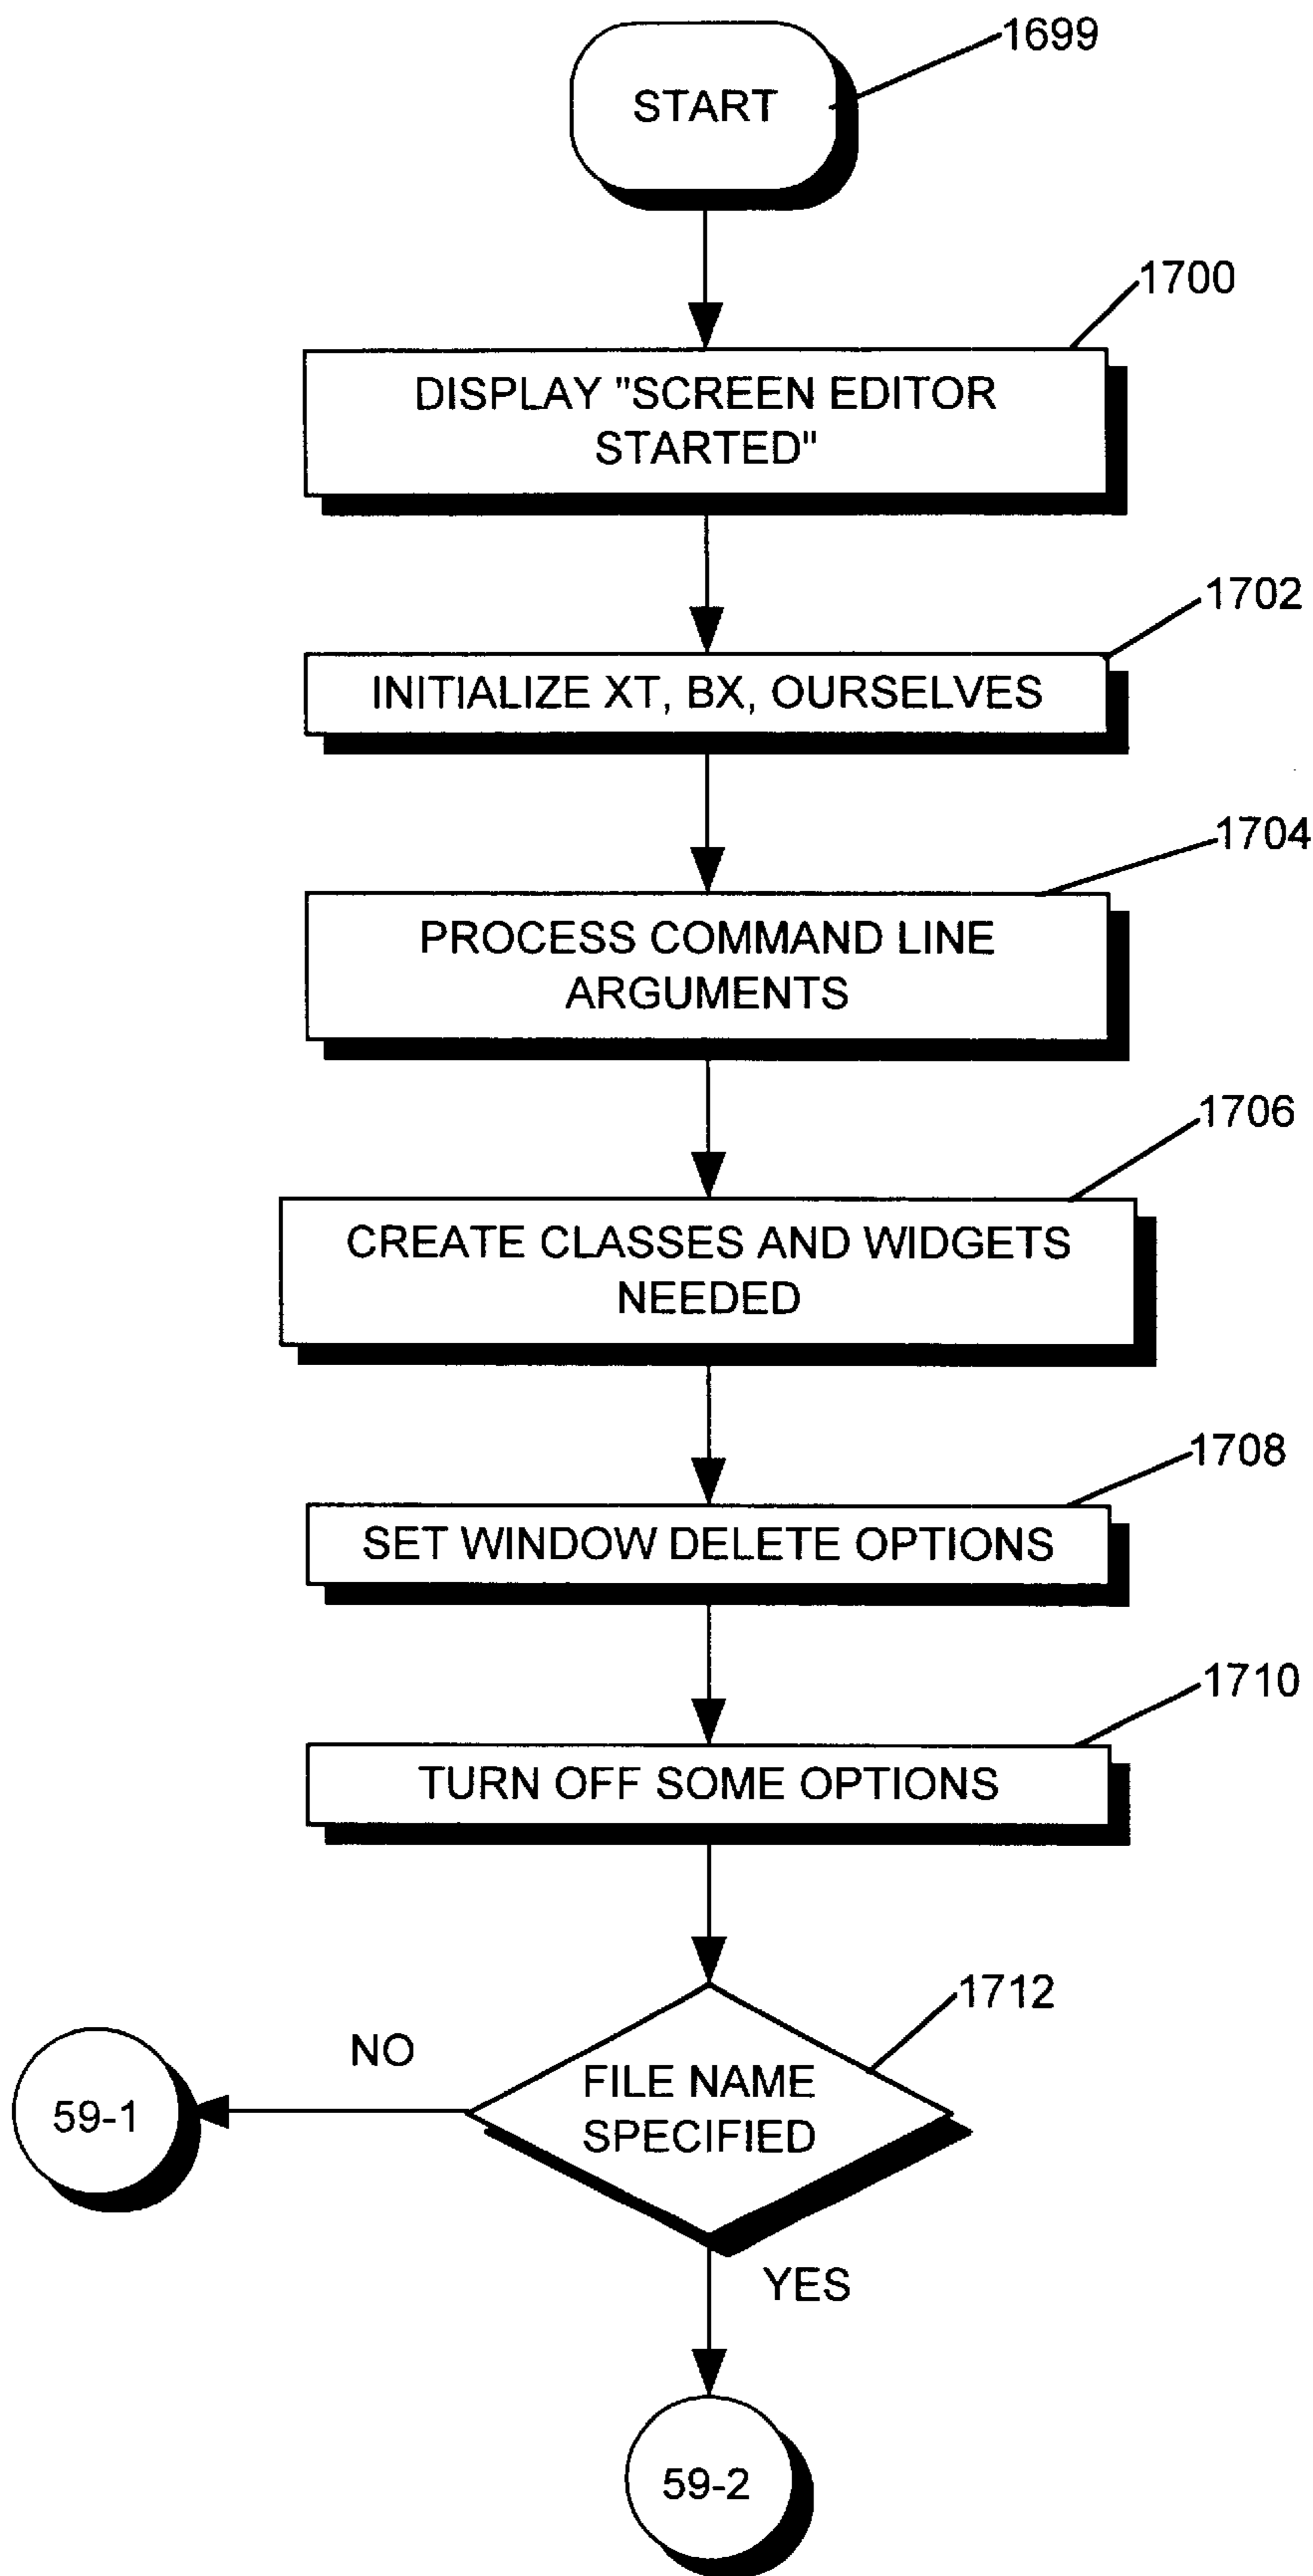 1699
START
1700
DISPLAY "SCREEN EDITOR
STARTED"
1702
INITIALIZE XT, BX, OURSELVES
1704
PROCESS COMMAND LINE
ARGUMENTS
1706
CREATE CLASSES AND WIDGETS
NEEDED
1708
SET WINDOW DELETE OPTIONS
1710
TURN OFF SOME OPTIONS
1712
NO
FILE NAME
SPECIFIED
59-1
YES
59-2